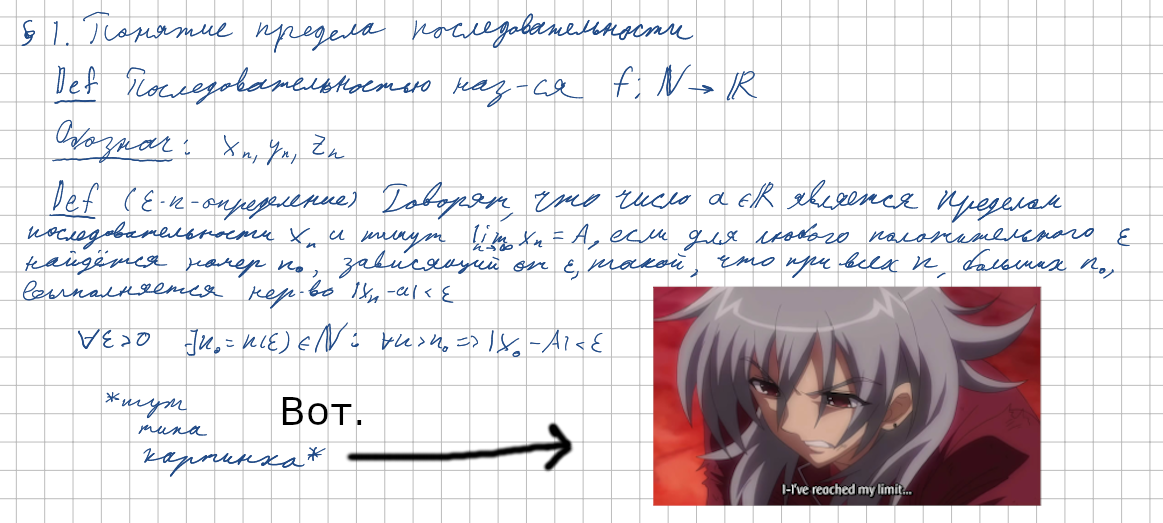 § 1. Понятие предела последовательности
Def Последовательностью наз-ся f: ℕ → ℝ
Обознач: xₙ, yₙ, zₙ
Def (ε-n-определение) Говорят, что число a ∈ ℝ является пределом
последовательности xₙ и пишут lim n→∞ xₙ = A, если для любого положительного ε
найдётся номер n₀, зависящий от ε, такой, что при всех n, больших n₀,
выполняется нер-во |xₙ - a| < ε
∀ε>0 ∃n₀ = n(ε) ∈ ℕ: ∀n>n₀ => |x₀ - A| < ε
*тут
типа
картинка*
Вот.
I-I've reached my limit...